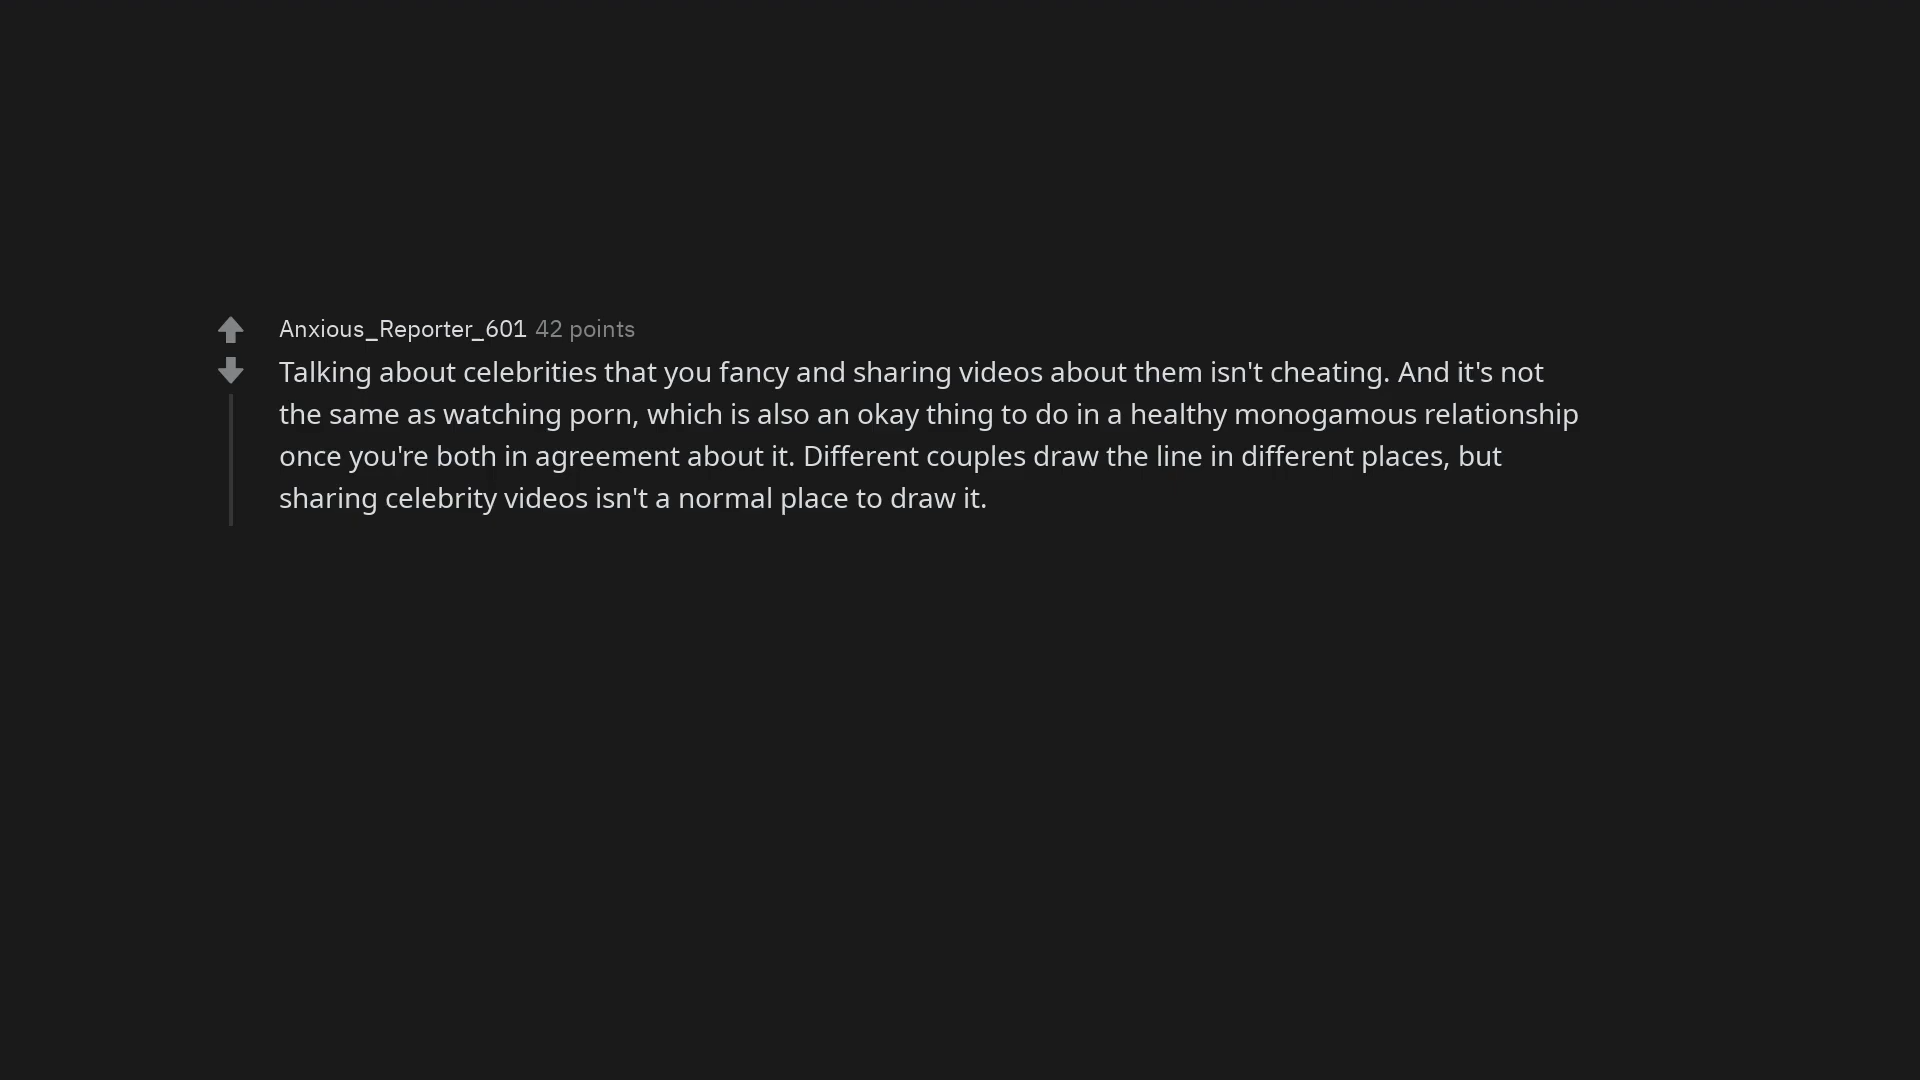 Anxious_Reporter_601 42 points
Talking about celebrities that you fancy and sharing videos about them isn't cheating. And it's not
the same as watching porn, which is also an okay thing to do in a healthy monogamous relationship
once you're both in agreement about it. Different couples draw the line in different places, but
sharing celebrity videos isn't a normal place to draw it.